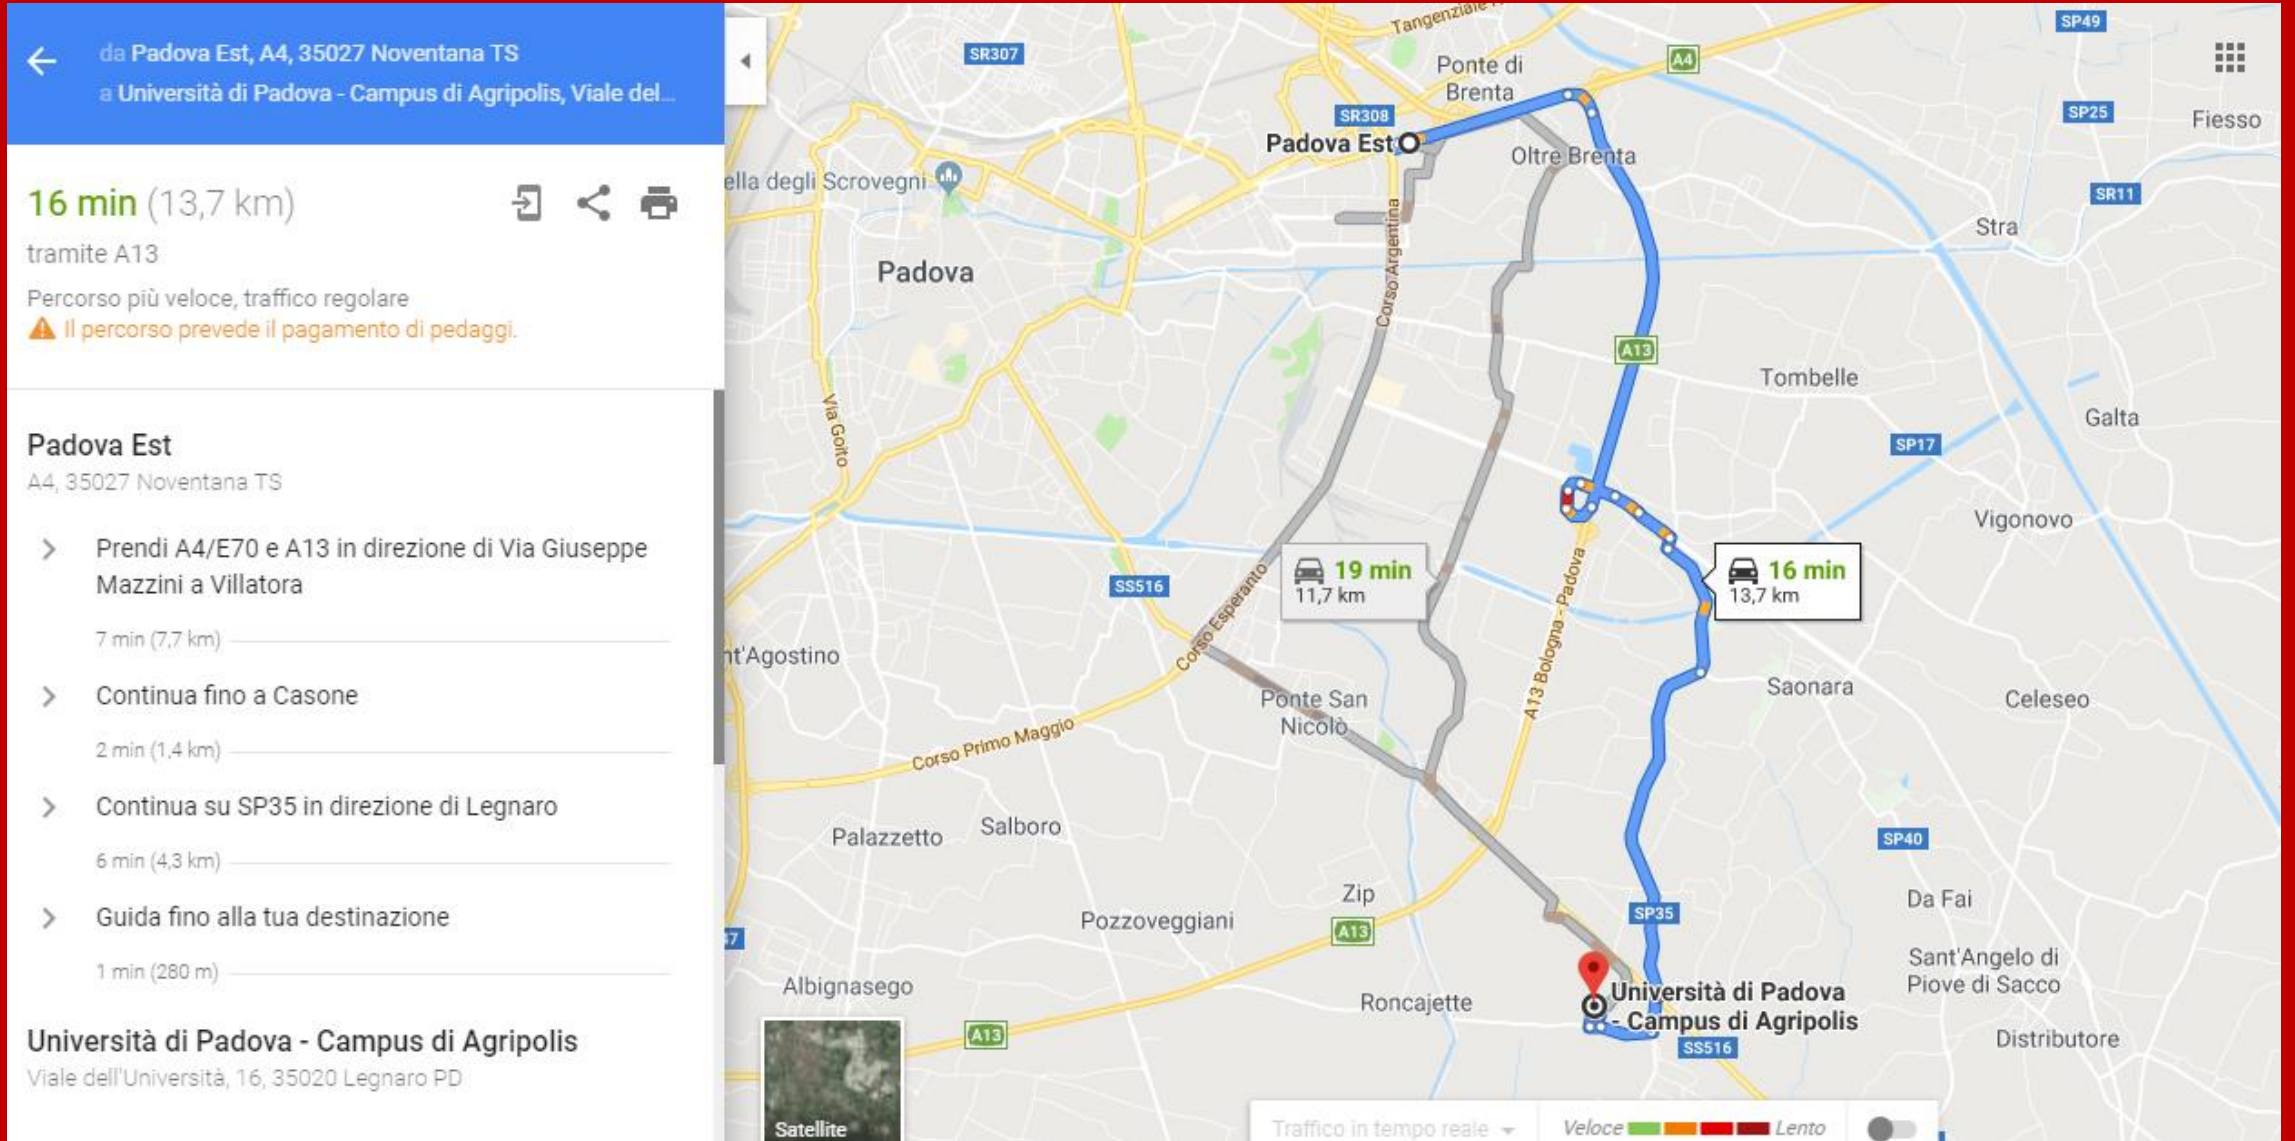 da Padova Est, A4, 35027 Noventana TS
a Università di Padova - Campus di Agripolis, Viale del...
16 min (13,7 km)
tramite A13
Percorso più veloce, traffico regolare
Il percorso prevede il pagamento di pedaggi.
Padova Est
A4, 35027 Noventana TS
Prendi A4/E70 e A13 in direzione di Via Giuseppe
Mazzini a Villatora
7 min (7,7 km)
Continua fino a Casone
2 min (1,4 km)
Continua su SP35 in direzione di Legnaro
6 min (4,3 km)
Guida fino alla tua destinazione
1 min (280 m)
Università di Padova - Campus di Agripolis
Viale dell'Università, 16, 35020 Legnaro PD
Tangenziale
SP49
SR307
A4
Ponte di
Brenta
SR308
SP25
Fiesso
Padova Est
Oltre Brenta
ella degli Scrovegni
SR11
Stra
Corso Argentina
Padova
A13
Tombelle
Via Goito
Galta
SP17
Vigonovo
19 min
11,7 km
16 min
13,7 km
SS516
Corso Esperanto
A13 Bologna - Padova
nt'Agostino
Ponte San
Nicolò
Saonara
Celeseo
Corso Primo Maggio
Palazzetto
Salboro
SP40
Zip
Da Fai
Pozzoveggiani
SP35
A13
47
Sant'Angelo di
Piove di Sacco
Albignasego
Roncajette
Università di Padova
- Campus di Agripolis
A13
SS516
Distributore
Satellite
Traffico in tempo reale
Veloce
Lento